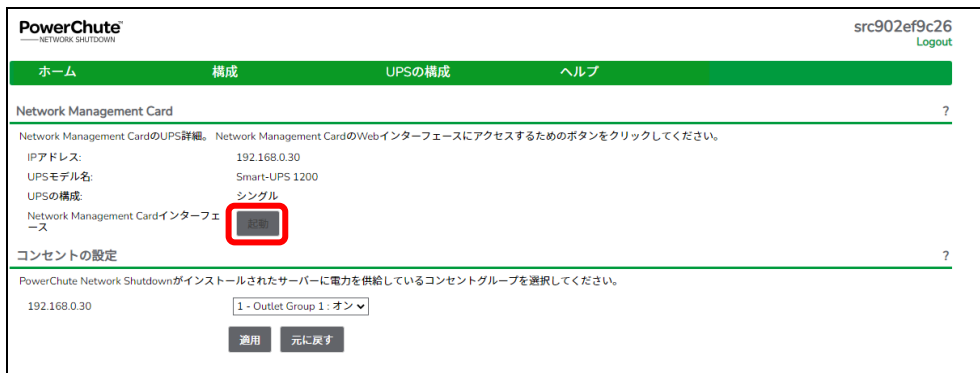 PowerChute™
NETWORK SHUTDOWN
src902ef9c26
Logout
ホーム 構成 UPSの構成 ヘルプ
Network Management Card ?
Network Management CardのUPS詳細。 Network Management CardのWebインターフェースにアクセスするためのボタンをクリックしてください。
IPアドレス: 192.168.0.30
UPSモデル名: Smart-UPS 1200
UPSの構成: シングル
Network Management Cardインターフェ
ース
起動
コンセントの設定 ?
PowerChute Network Shutdownがインストールされたサーバーに電力を供給しているコンセントグループを選択してください。
192.168.0.30 1 - Outlet Group 1 : オン
適用 元に戻す